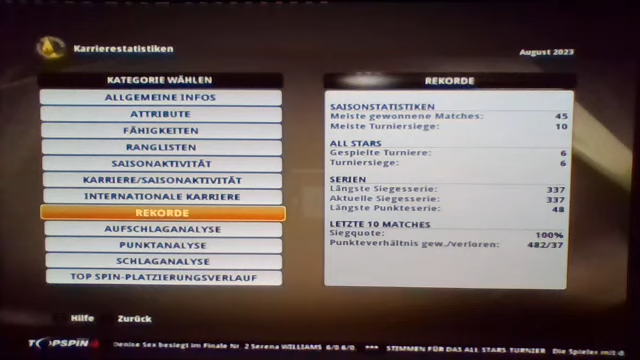 Karrierestatistiken
August 2023
KATEGORIE WÄHLEN
ALLGEMEINE INFOS
ATTRIBUTE
FÄHIGKEITEN
RANGLISTEN
SAISONAKTIVITÄT
KARRIERE/SAISONAKTIVITÄT
INTERNATIONALE KARRIERE
REKORDE
AUFSCHLAGANALYSE
PUNKTANALYSE
SCHLAGANALYSE
TOP SPIN-PLATZIERUNGSVERLAUF
REKORDE
SAISONSTATISTIKEN
Meiste gewonnene Matches: 45
Meiste Turniersiege: 10
ALL STARS
Gespielte Turniere: 6
Turniersiege: 6
SERIEN
Längste Siegesserie: 337
Aktuelle Siegesserie: 337
Längste Punkteserie: 48
LETZTE 10 MATCHES
Siegquote: 100%
Punkteverhältnis gew../verloren: 482/37
Hilfe Zurück
TOPSPIN 4 Denise Sex besiegt im Finale Nr. 2 Serena WILLIAMS 6/0 6/0. *** STIMMEN FÜR DAS ALL STARS TURNIER Die Spieler mit d